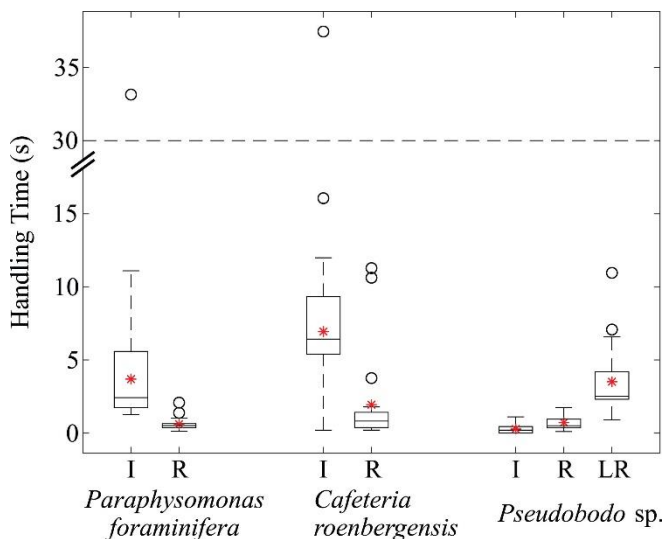 35
30
15
10
5
0
Handling Time (s)
I R I R I R LR
Paraphysomonas foraminifera
Cafeteria roenbergensis
Pseudobodo sp.